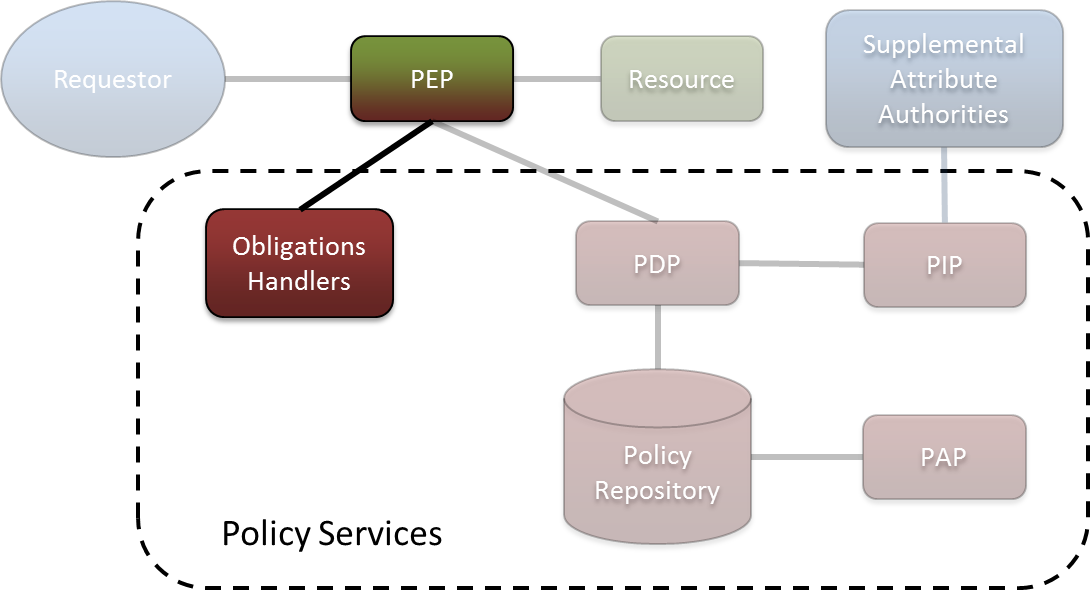 Requestor
PEP
Resource
Supplemental
Attribute
Authorities
Obligations
Handlers
PDP
PIP
Policy
Repository
PAP
Policy Services